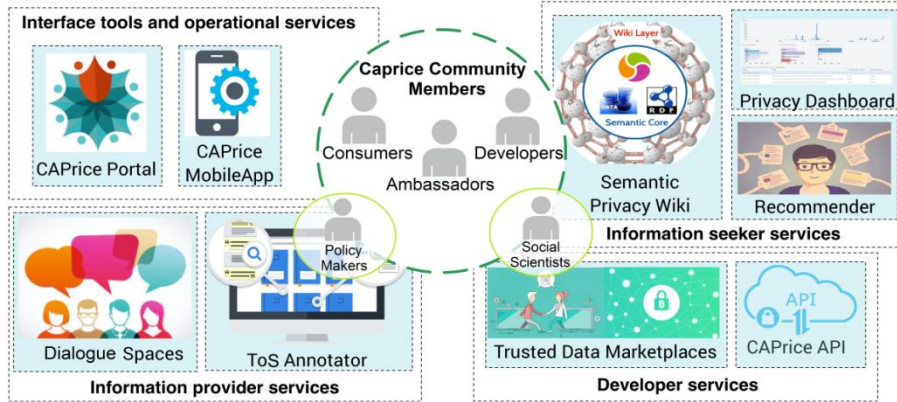 Interface tools and operational services
CAPrice Portal
CAPrice
MobileApp
Caprice Community
Members
Consumers
Developers
Ambassadors
Policy
Makers
Social
Scientists
Wiki Layer
DATA
RDF
Semantic Core
Semantic
Privacy Wiki
Privacy Dashboard
Recommender
Information seeker services
Dialogue Spaces
ToS Annotator
Information provider services
Trusted Data Marketplaces
API
CAPrice API
Developer services